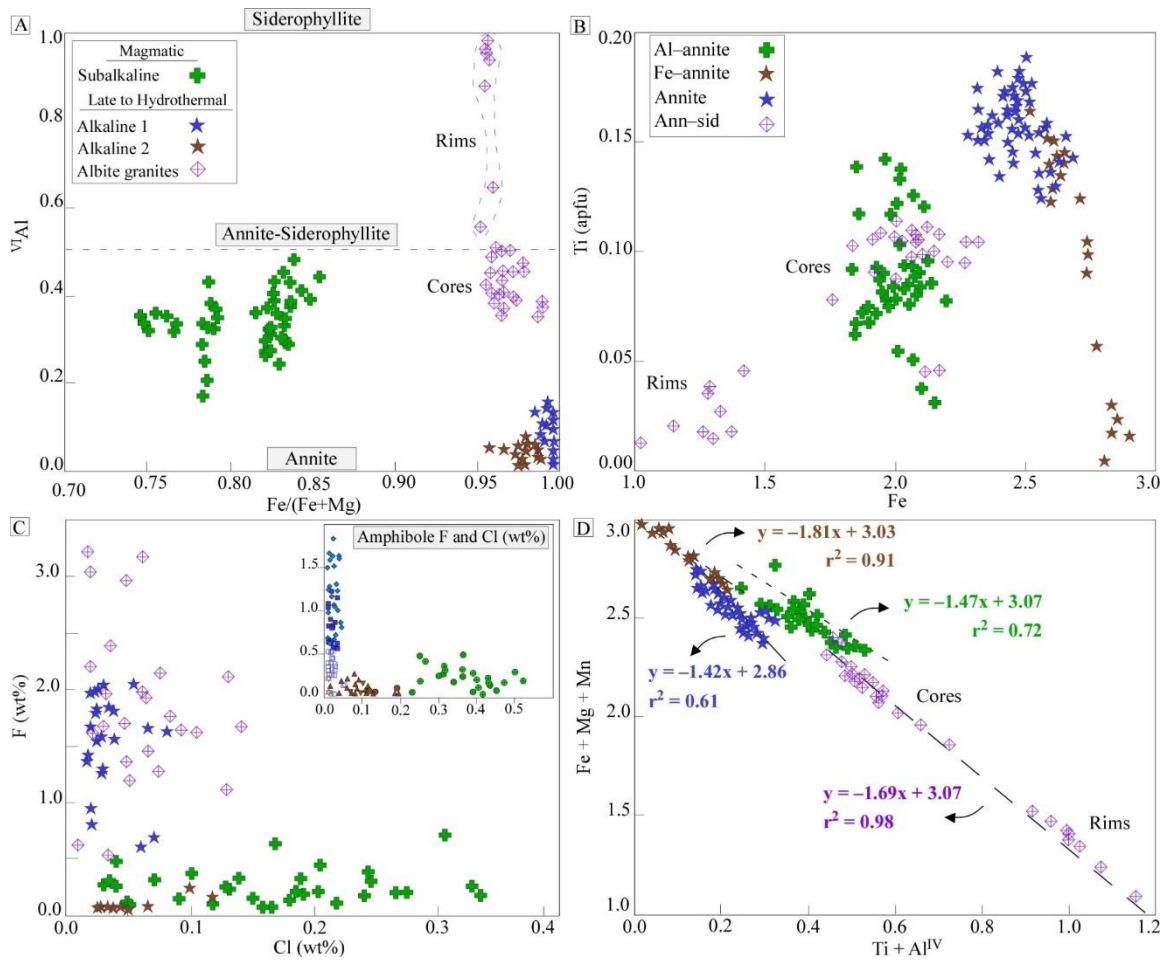 A
Siderophyllite
1.0
0.8
0.6
0.4
0.2
0.0
VIAl
Magmatic
Subalkaline
Late to Hydrothermal
Alkaline 1
Alkaline 2
Albite granites
Rims
Annite-Siderophyllite
Cores
Annite
0.70
0.75
0.80
0.85
0.90
0.95
1.00
Fe/(Fe+Mg)
B
0.20
0.15
0.10
0.05
0.00
Ti (apfu)
Al–annite
Fe–annite
Annite
Ann–sid
Cores
Rims
1.0
1.5
2.0
2.5
3.0
Fe
C
3.0
2.0
1.0
0.0
F (wt%)
Amphibole F and Cl (wt%)
1.5
1.0
0.5
0
0.0
0.1
0.2
0.3
0.4
0.5
0.0
0.1
0.2
0.3
0.4
Cl (wt%)
D
3.0
2.5
2.0
1.5
1.0
Fe + Mg + Mn
y = –1.81x + 3.03
r² = 0.91
y = –1.47x + 3.07
r² = 0.72
y = –1.42x + 2.86
r² = 0.61
Cores
y = –1.69x + 3.07
r² = 0.98
Rims
0.0
0.2
0.4
0.6
0.8
1.0
1.2
Ti + AlIV